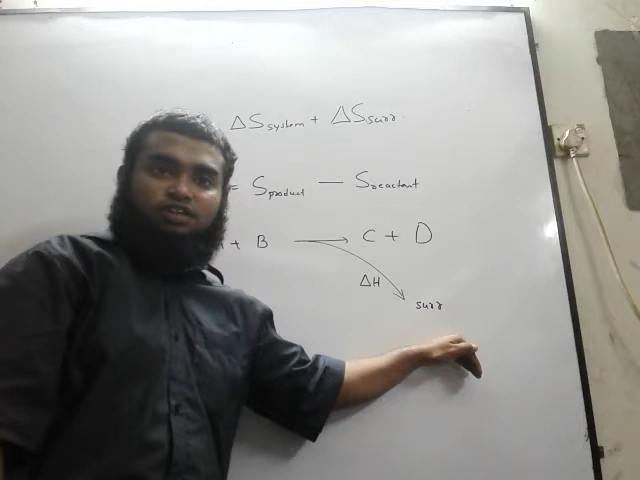 ΔSsystem + ΔSsurr.
= Sproduct — Sreactant
+ B → C + D
ΔH
surr